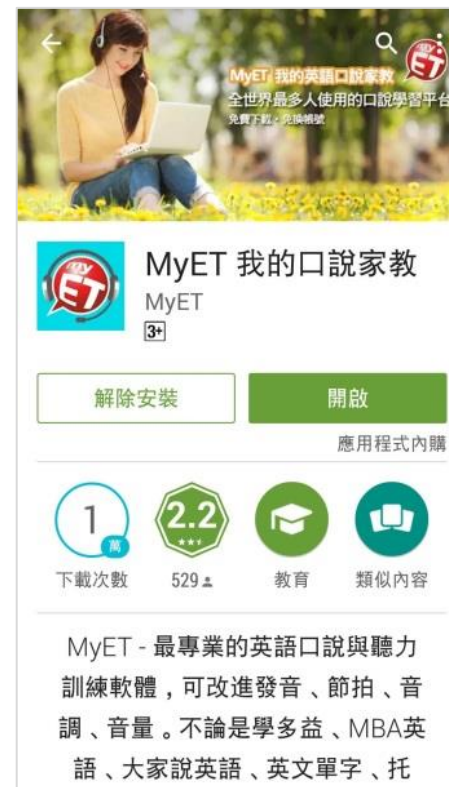 my
ET
MyET 我的英語口說家教
全世界最多人使用的口說學習平台
免費下載・免換帳號
my
ET
MyET 我的口說家教
MyET
3+
解除安裝
開啟
應用程式內購
1
萬
2.2
下載次數
529
教育
類似內容
MyET - 最專業的英語口說與聽力
訓練軟體，可改進發音、節拍、音
調、音量。不論是學多益、MBA英
語、大家說英語、英文單字、托